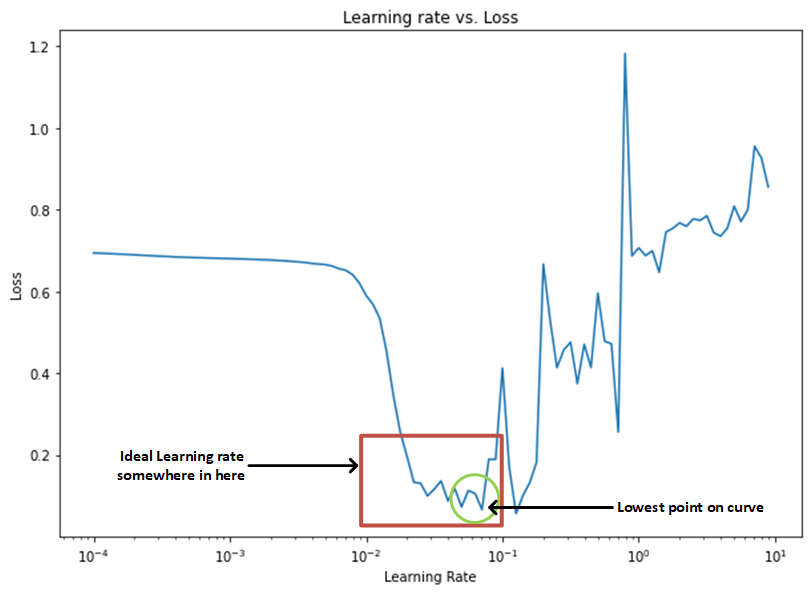 Learning rate vs. Loss
1.2
1.0
0.8
0.6
0.4
0.2
Loss
Ideal Learning rate
somewhere in here
Lowest point on curve
10⁻⁴ 10⁻³ 10⁻² 10⁻¹ 10⁰ 10¹
Learning Rate